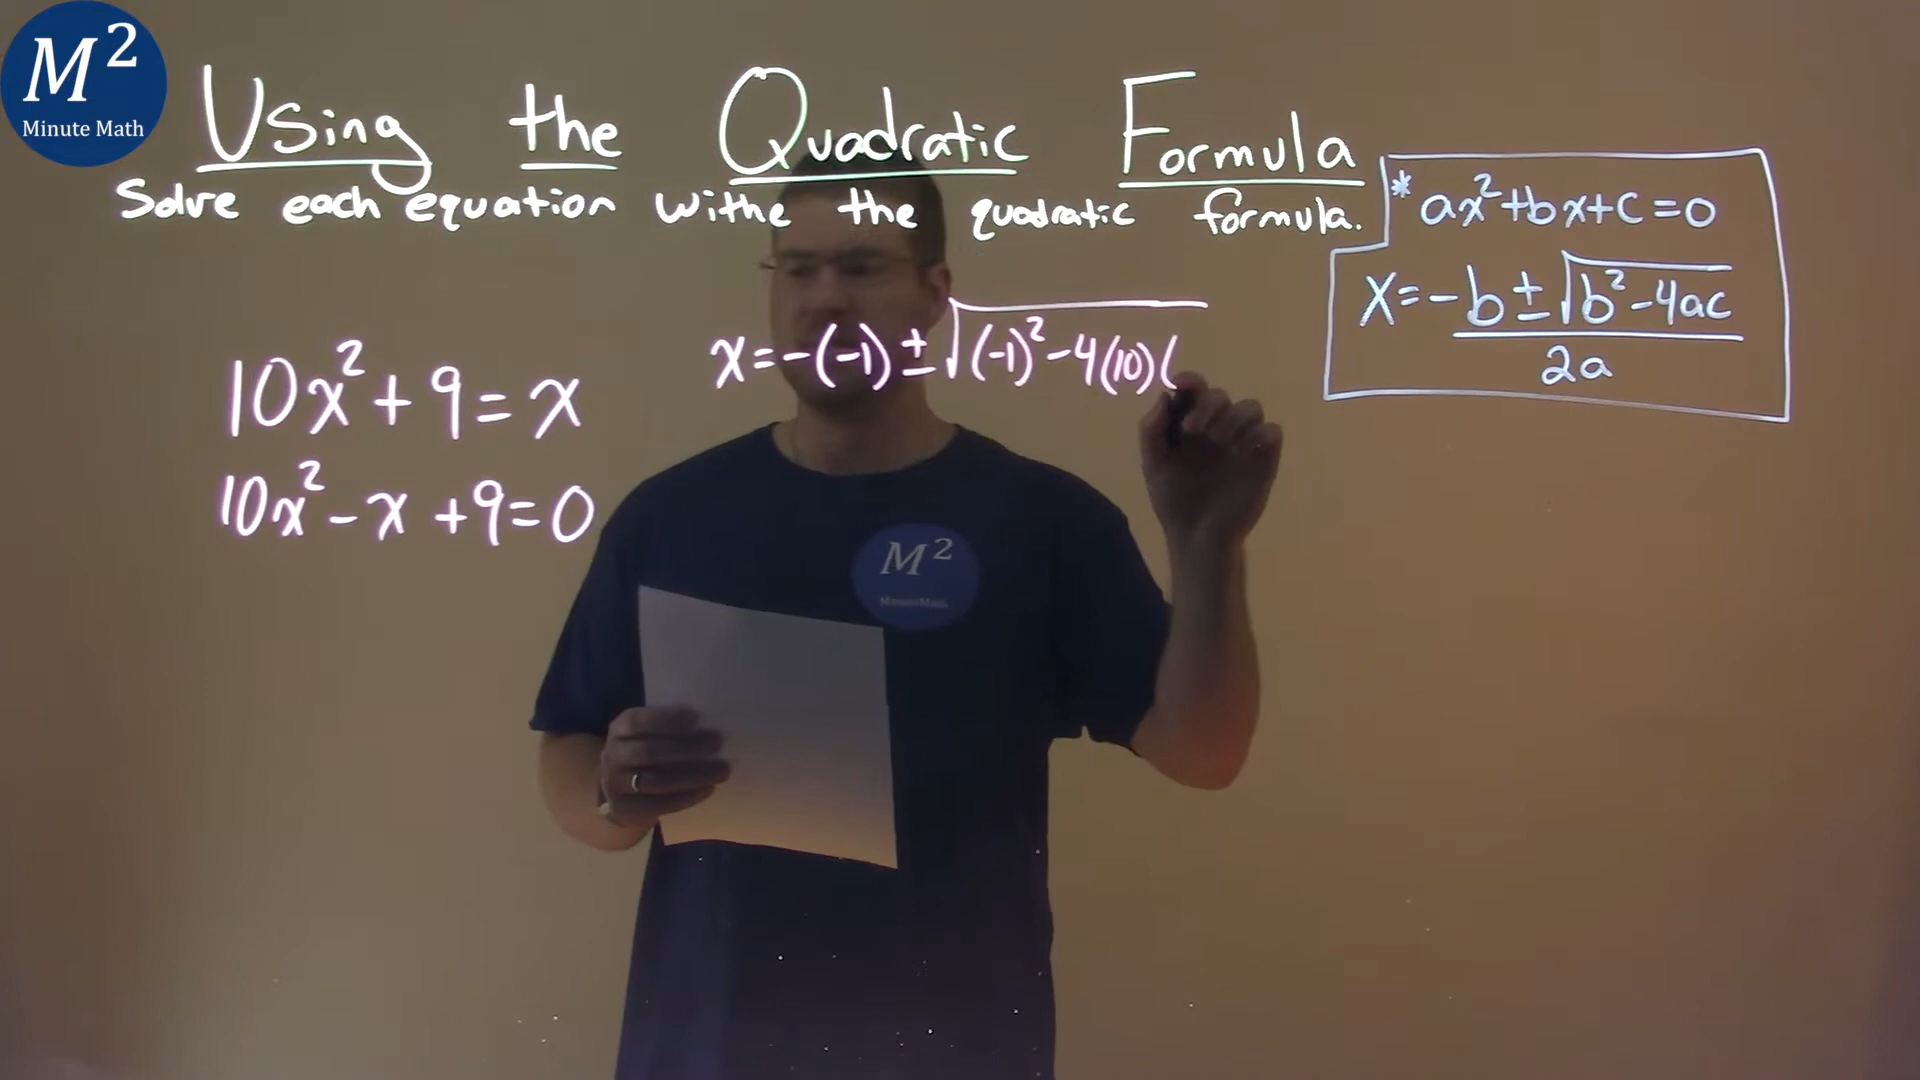 M²
Minute Math
Using the Quadratic Formula
Solve each equation withe the quadratic formula.
* ax²+bx+c=0
x=-b±√b²-4ac
2a
10x²+9=x
10x²-x+9=0
x=-(-1)±√(-1)²-4(10)(
M²
MinuteMath